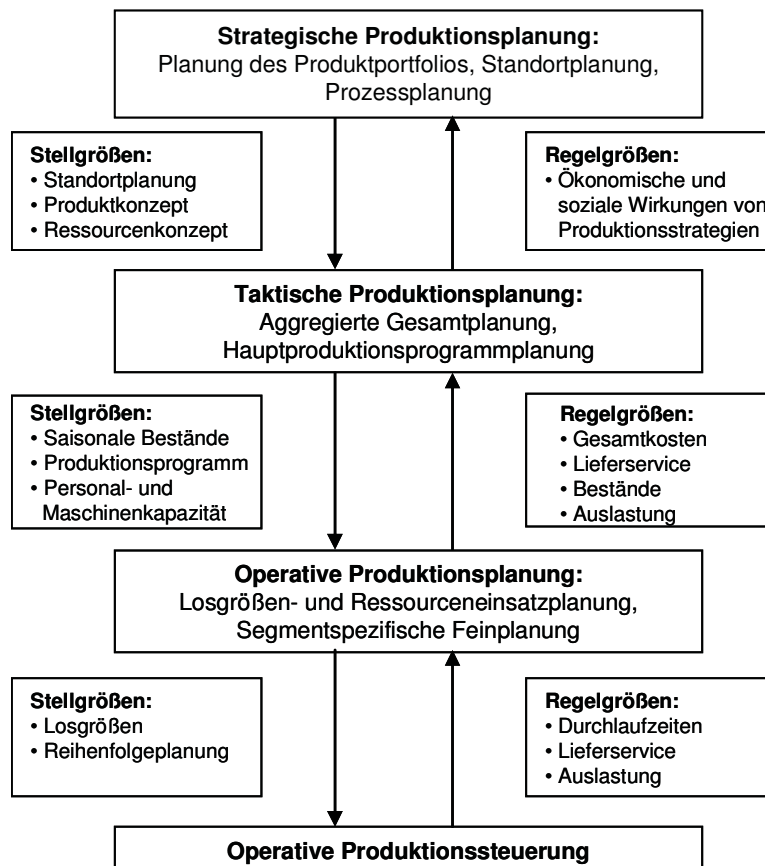 Strategische Produktionsplanung:
Planung des Produktportfolios, Standortplanung,
Prozessplanung
Stellgrößen:
• Standortplanung
• Produktkonzept
• Ressourcenkonzept
Regelgrößen:
• Ökonomische und
soziale Wirkungen von
Produktionsstrategien
Taktische Produktionsplanung:
Aggregierte Gesamtplanung,
Hauptproduktionsprogrammplanung
Stellgrößen:
• Saisonale Bestände
• Produktionsprogramm
• Personal- und
Maschinenkapazität
Regelgrößen:
• Gesamtkosten
• Lieferservice
• Bestände
• Auslastung
Operative Produktionsplanung:
Losgrößen- und Ressourceneinsatzplanung,
Segmentspezifische Feinplanung
Stellgrößen:
• Losgrößen
• Reihenfolgeplanung
Regelgrößen:
• Durchlaufzeiten
• Lieferservice
• Auslastung
Operative Produktionssteuerung